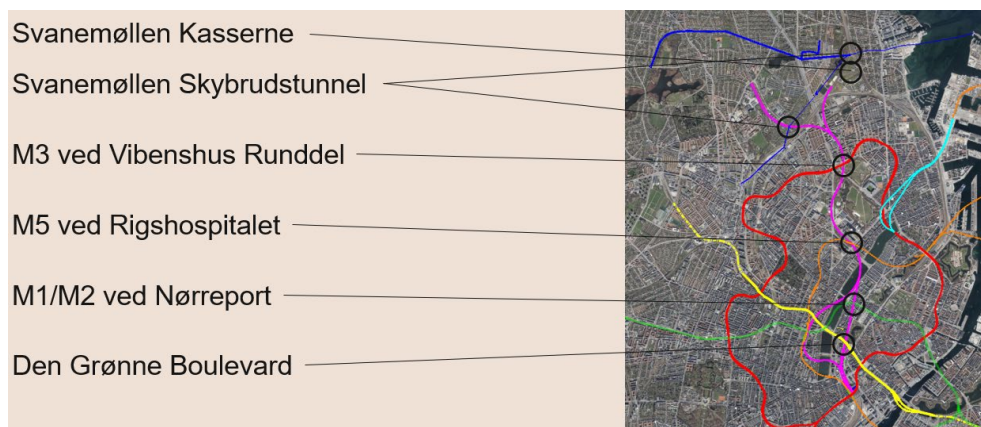 Svanemøllen Kasserne
Svanemøllen Skybrudstunnel
M3 ved Vibenshus Runddel
M5 ved Rigshospitalet
M1/M2 ved Nørreport
Den Grønne Boulevard